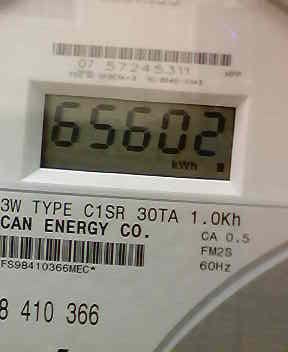 07 57245311
65602
kWh
3W TYPE C1SR 30TA 1.0Kh
CAN ENERGY CO.
CA 0.5
FM2S
60Hz
FS98410366MEC*
8 410 366